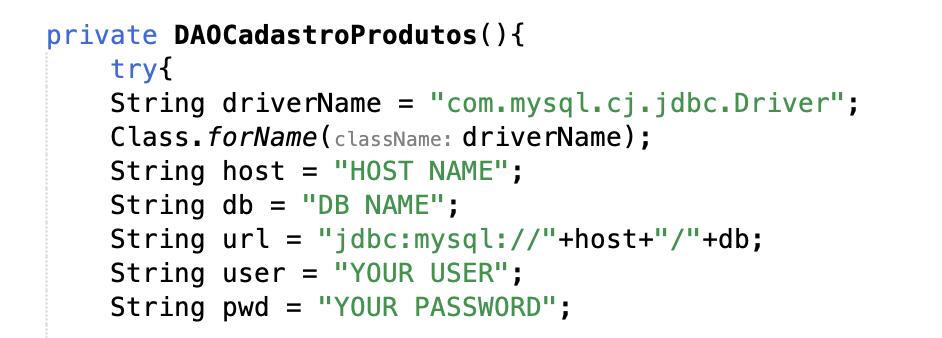 private DAOCadastroProdutos(){
try{
String driverName = "com.mysql.cj.jdbc.Driver";
Class.forName(className: driverName);
String host = "HOST NAME";
String db = "DB NAME";
String url = "jdbc:mysql://"+host+"/"+db;
String user = "YOUR USER";
String pwd = "YOUR PASSWORD";